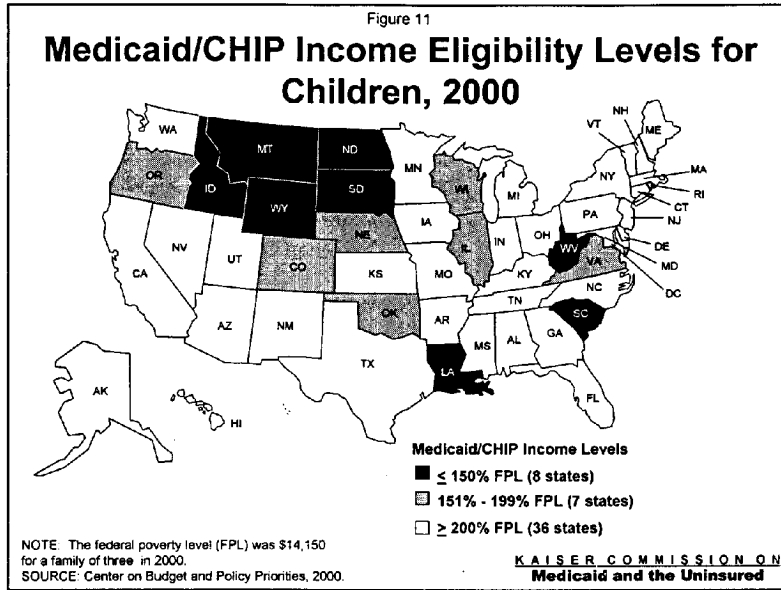 Figure 11
Medicaid/CHIP Income Eligibility Levels for
Children, 2000
WA
OR
MT
ID
WY
ND
SD
NE
CO
NV
CA
UT
AZ
NM
KS
OK
TX
MN
IA
MO
AR
LA
WI
IL
MI
IN
OH
KY
TN
MS
AL
GA
FL
SC
NC
VA
WV
PA
NY
VT
NH
ME
MA
RI
CT
NJ
DE
MD
DC
AK
HI
Medicaid/CHIP Income Levels
≤ 150% FPL (8 states)
151% - 199% FPL (7 states)
≥ 200% FPL (36 states)
NOTE: The federal poverty level (FPL) was $14,150
for a family of three in 2000.
SOURCE: Center on Budget and Policy Priorities, 2000.
KAISER COMMISSION ON
Medicaid and the Uninsured